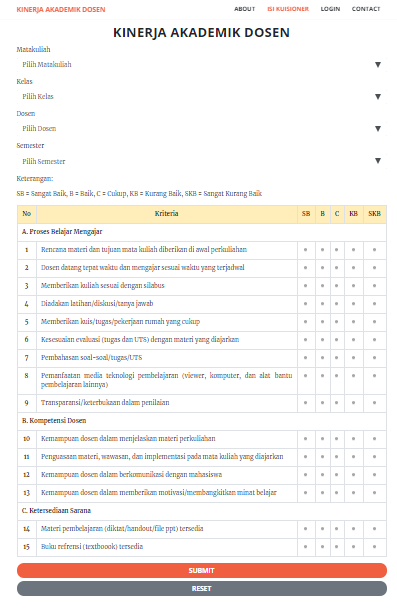 KINERJA AKADEMIK DOSEN
ABOUT ISI KUISIONER LOGIN CONTACT
KINERJA AKADEMIK DOSEN
Matakuliah
Pilih Matakuliah
Kelas
Pilih Kelas
Dosen
Pilih Dosen
Semester
Pilih Semester
Keterangan:
SB = Sangat Baik, B = Baik, C = Cukup, KB = Kurang Baik, SKB = Sangat Kurang Baik
No Kriteria SB B C KB SKB
A. Proses Belajar Mengajar
1 Rencana materi dan tujuan mata kuliah diberikan di awal perkuliahan
2 Dosen datang tepat waktu dan mengajar sesuai waktu yang terjadwal
3 Memberikan kuliah sesuai dengan silabus
4 Diadakan latihan/diskusi/tanya jawab
5 Memberikan kuis/tugas/pekerjaan rumah yang cukup
6 Kesesuaian evaluasi (tugas dan UTS) dengan materi yang diajarkan
7 Pembahasan soal-soal/tugas/UTS
8 Pemanfaatan media teknologi pembelajaran (viewer, komputer, dan alat bantu
pembelajaran lainnya)
9 Transparansi/keterbukaan dalam penilaian
B. Kompetensi Dosen
10 Kemampuan dosen dalam menjelaskan materi perkuliahan
11 Penguasaan materi, wawasan, dan implementasi pada mata kuliah yang diajarkan
12 Kemampuan dosen dalam berkomunikasi dengan mahasiswa
13 Kemampuan dosen dalam memberikan motivasi/membangkitkan minat belajar
C. Ketersediaan Sarana
14 Materi pembelajaran (diktat/handout/file ppt) tersedia
15 Buku refrensi (textboook) tersedia
SUBMIT
RESET